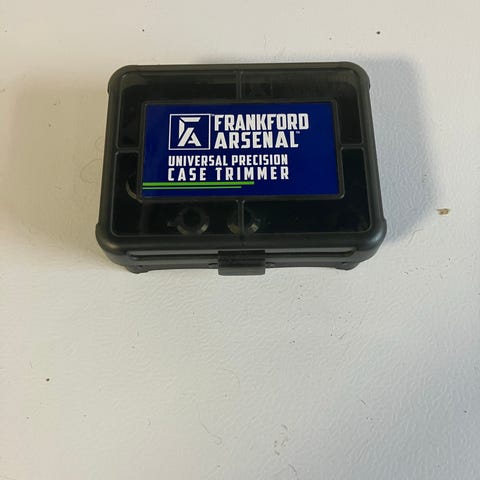 FA
FRANKFORD
ARSENAL™
UNIVERSAL PRECISION
CASE TRIMMER